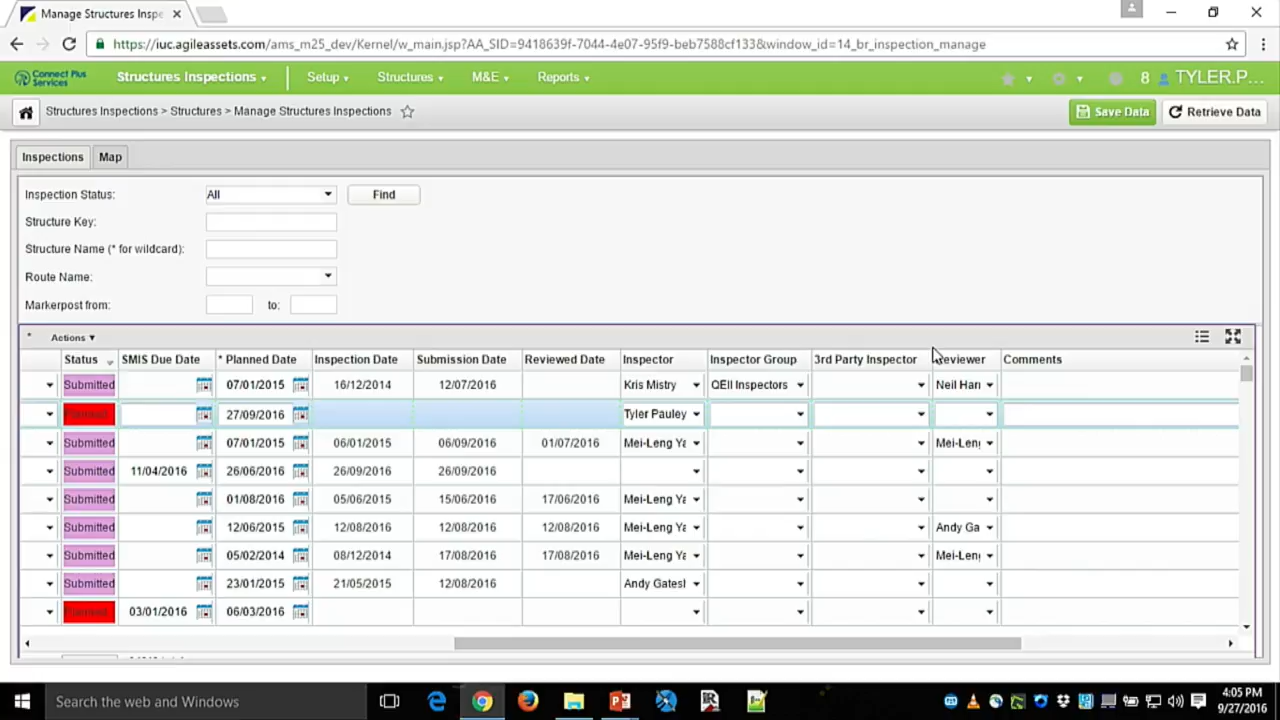 Manage Structures Inspe
https://iuc.agileassets.com/ams_m25_dev/Kernel/w_main.jsp?AA_SID=9418639f-7044-4e07-95f9-beb7588cf133&window_id=14_br_inspection_manage
Connect Plus Services Structures Inspections Setup Structures M&E Reports 8 TYLER.P...
Structures Inspections > Structures > Manage Structures Inspections Save Data Retrieve Data
Inspections Map
Inspection Status: All Find
Structure Key:
Structure Name (* for wildcard):
Route Name:
Markerpost from: to:
* Actions
Status SMIS Due Date * Planned Date Inspection Date Submission Date Reviewed Date Inspector Inspector Group 3rd Party Inspector Reviewer Comments
Submitted 07/01/2015 16/12/2014 12/07/2016 Kris Mistry QEII Inspectors Neil Han
Planned 27/09/2016 Tyler Pauley
Submitted 07/01/2015 06/01/2015 06/09/2016 01/07/2016 Mei-Leng Ya Mei-Leng
Submitted 11/04/2016 26/06/2016 26/09/2016 26/09/2016
Submitted 01/08/2016 05/06/2015 15/06/2016 17/06/2016 Mei-Leng Ya
Submitted 12/06/2015 12/08/2016 12/08/2016 12/08/2016 Mei-Leng Ya Andy Ga
Submitted 05/02/2014 08/12/2014 17/08/2016 17/08/2016 Mei-Leng Ya Mei-Leng
Submitted 23/01/2015 21/05/2015 12/08/2016 Andy Gatesl
Planned 03/01/2016 06/03/2016
Search the web and Windows 4:05 PM
9/27/2016